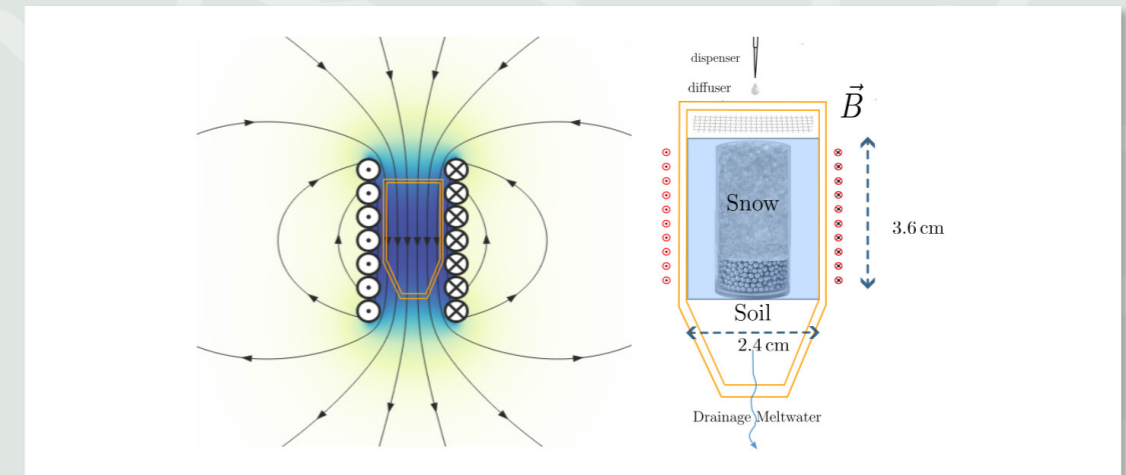 dispenser
diffuser
B
Snow
3.6 cm
Soil
2.4 cm
Drainage Meltwater